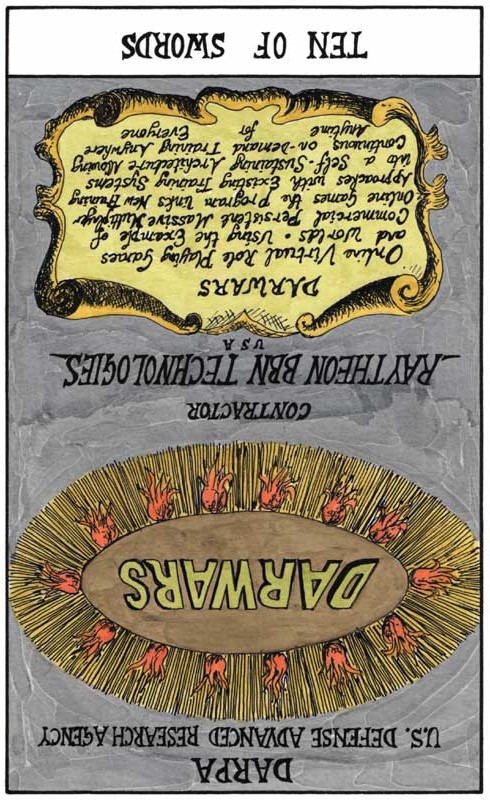 DARPA
U.S. DEFENSE ADVANCED RESEARCH AGENCY
DARWARS
CONTRACTOR
RAYTHEON BBN TECHNOLOGIES
USA
DARWARS
Online Virtual Role Playing Games
and Worlds • Using the Example of
Commercial Persistent Massive Multiplayer
Online Games the Program Links New Training
Approaches with Existing Training Systems
into a Self-Sustaining Architecture Allowing
Continuous on-Demand Training Anywhere
Anytime for Everyone
TEN OF SWORDS